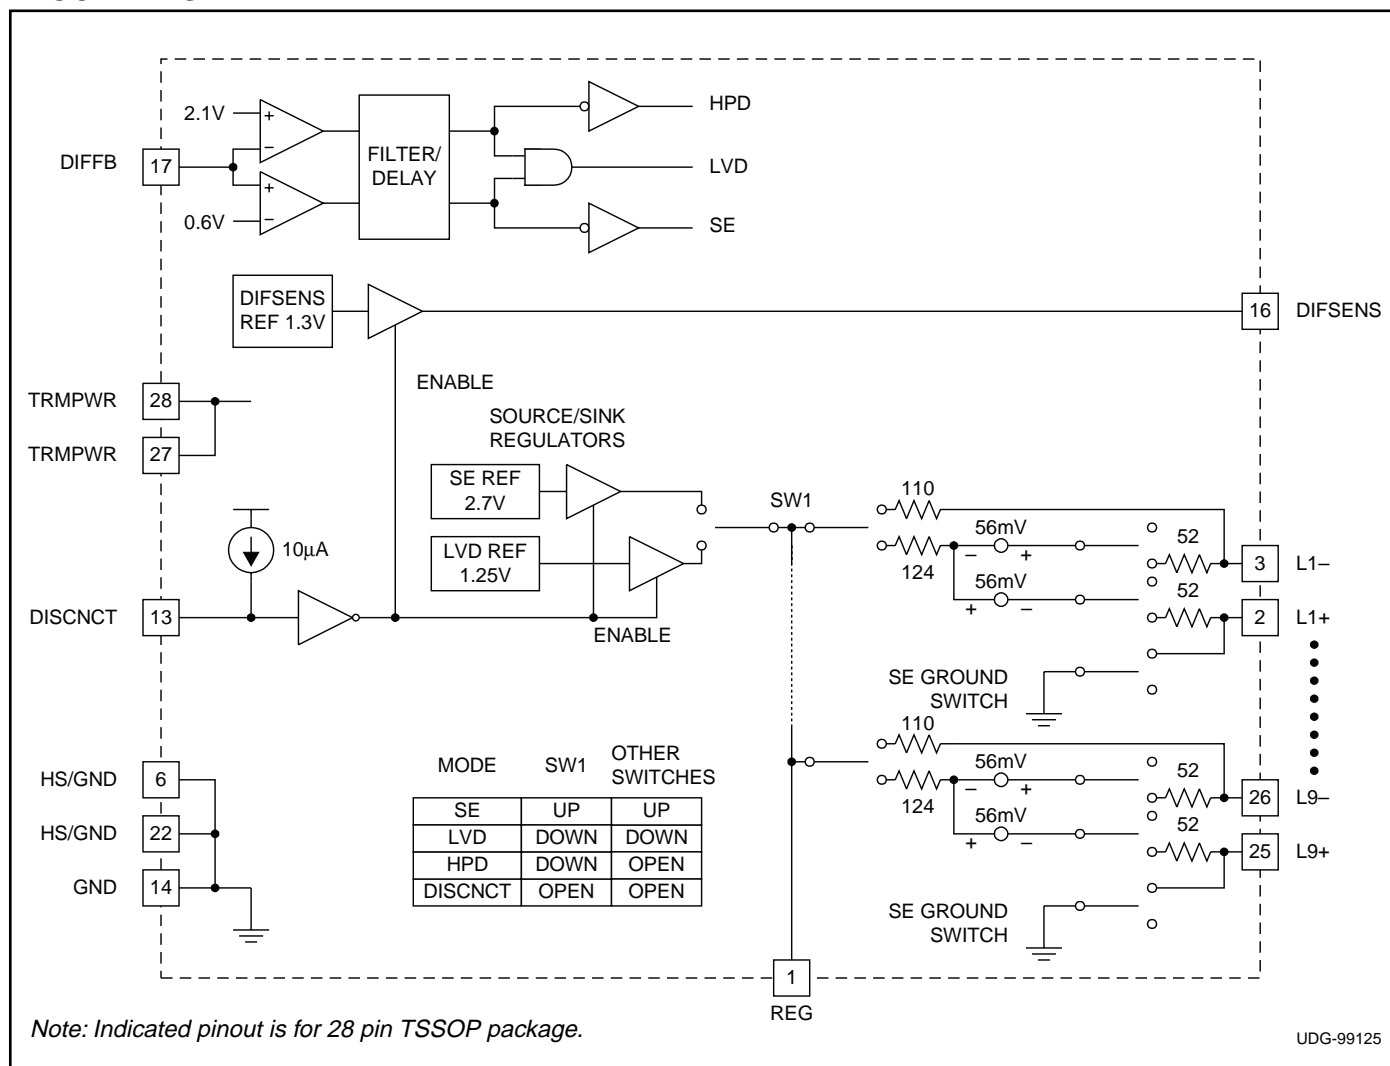 2.1V
+
−
DIFFB
17
+
−
0.6V
FILTER/
DELAY
HPD
LVD
SE
DIFSENS
REF 1.3V
16
DIFSENS
ENABLE
TRMPWR
28
TRMPWR
27
SOURCE/SINK
REGULATORS
SE REF
2.7V
LVD REF
1.25V
SW1
10μA
DISCNCT
13
ENABLE
110
56mV
−
+
124
56mV
+
−
52
3
L1–
52
2
L1+
SE GROUND
SWITCH
110
56mV
−
+
124
56mV
+
−
52
26
L9–
52
25
L9+
SE GROUND
SWITCH
HS/GND
6
HS/GND
22
GND
14
MODE SW1 OTHER
SWITCHES
SE UP UP
LVD DOWN DOWN
HPD DOWN OPEN
DISCNCT OPEN OPEN
1
REG
Note: Indicated pinout is for 28 pin TSSOP package.
UDG-99125